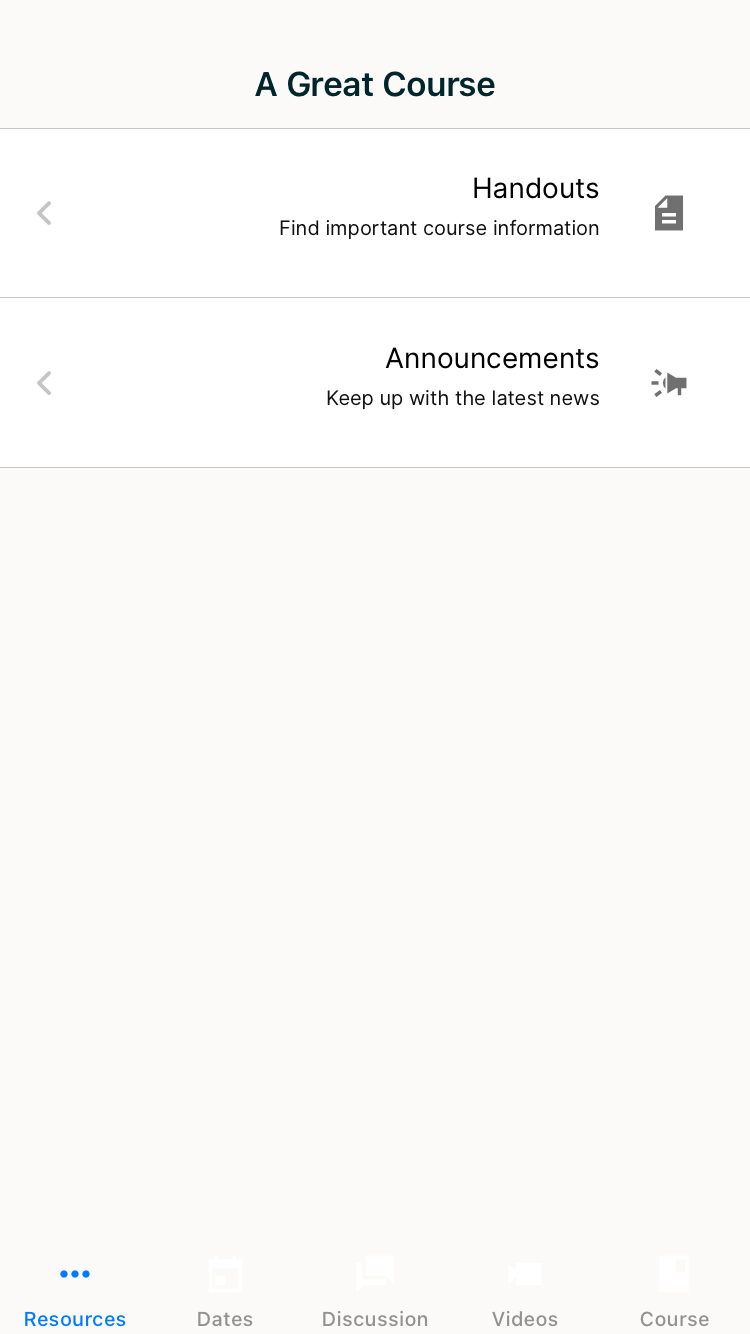 A Great Course
Handouts
Find important course information
Announcements
Keep up with the latest news
Resources
Dates
Discussion
Videos
Course